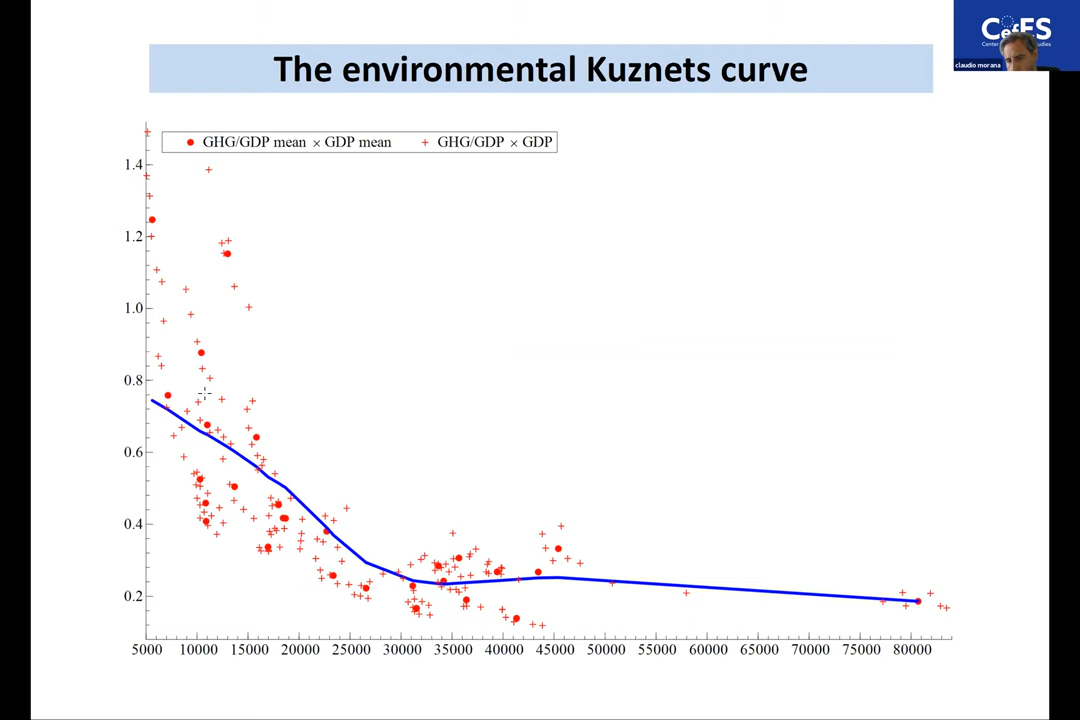 The environmental Kuznets curve
CefES
claudio morana
GHG/GDP mean × GDP mean
GHG/GDP × GDP
1.4
1.2
1.0
0.8
0.6
0.4
0.2
5000 10000 15000 20000 25000 30000 35000 40000 45000 50000 55000 60000 65000 70000 75000 80000